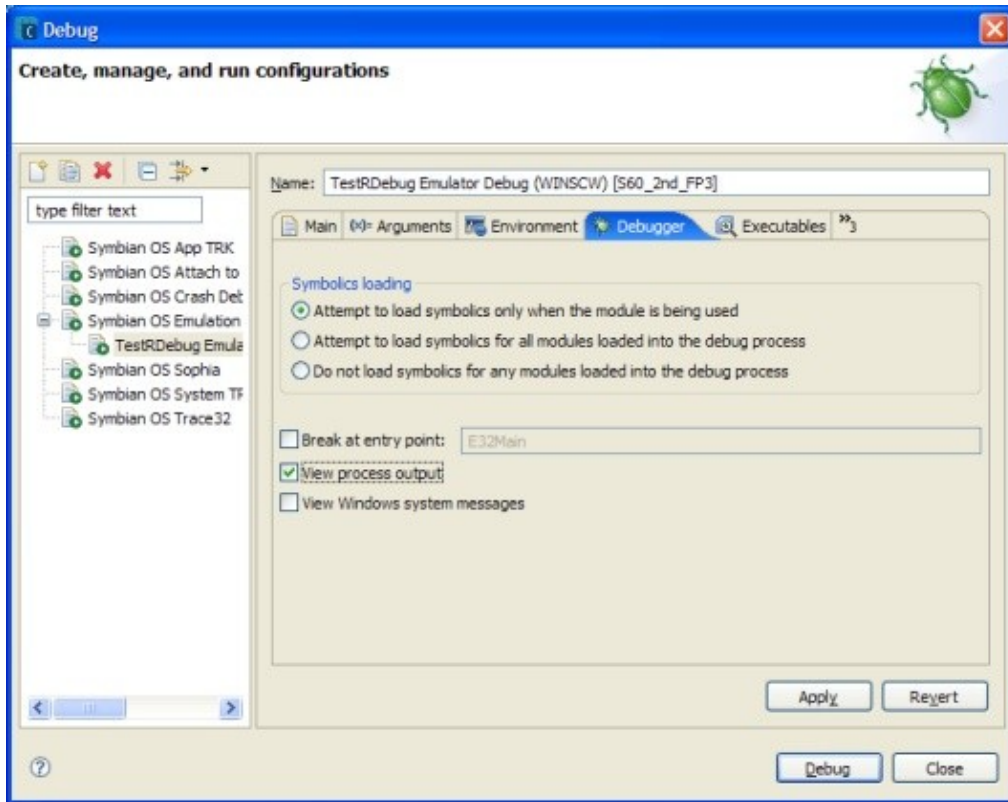 Debug
Create, manage, and run configurations
type filter text
Symbian OS App TRK
Symbian OS Attach to
Symbian OS Crash Deb
Symbian OS Emulation
TestRDebug Emula
Symbian OS Sophia
Symbian OS System TF
Symbian OS Trace32
Name: TestRDebug Emulator Debug (WINSCW) [S60_2nd_FP3]
Main (x)= Arguments Environment Debugger Executables »3
Symbolics loading
Attempt to load symbolics only when the module is being used
Attempt to load symbolics for all modules loaded into the debug process
Do not load symbolics for any modules loaded into the debug process
Break at entry point: E32Main
View process output
View Windows system messages
Apply Revert
? Debug Close